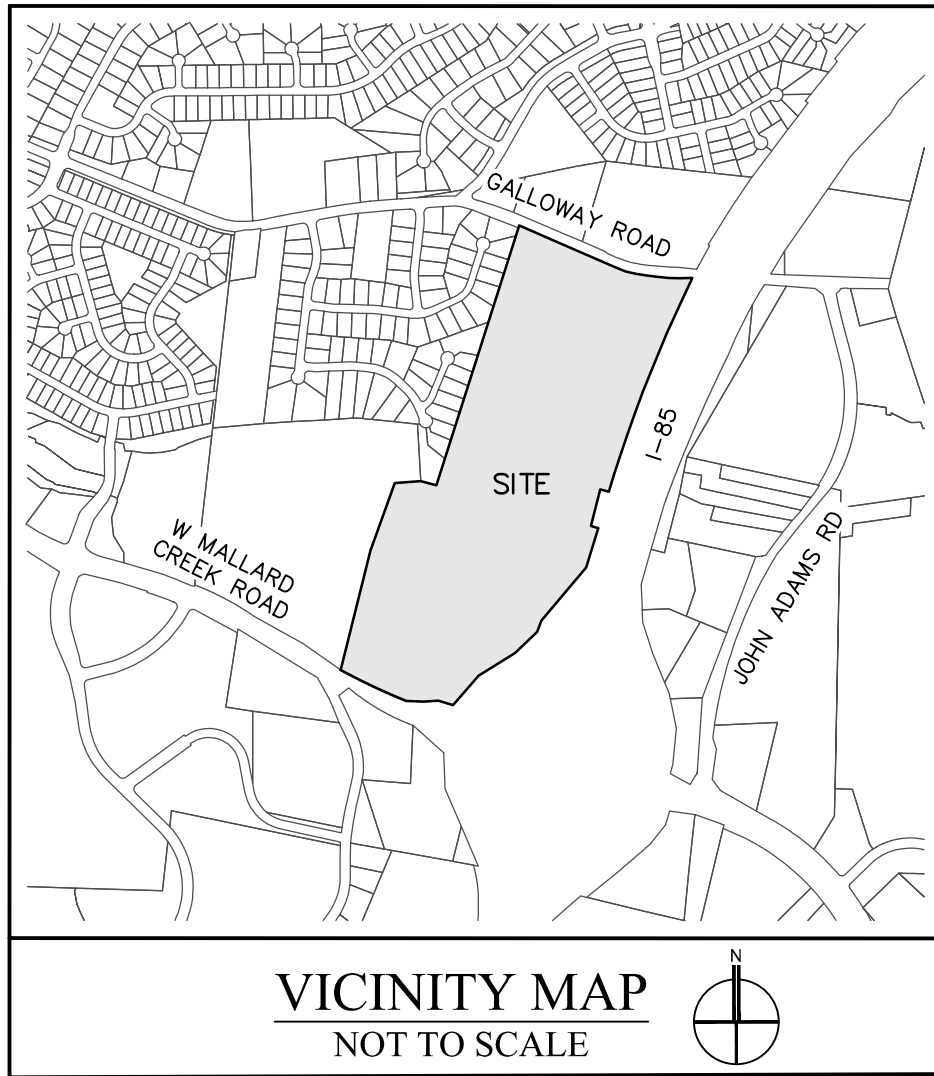 GALLOWAY ROAD
I-85
SITE
W MALLARD
CREEK ROAD
JOHN ADAMS RD
VICINITY MAP
NOT TO SCALE
N